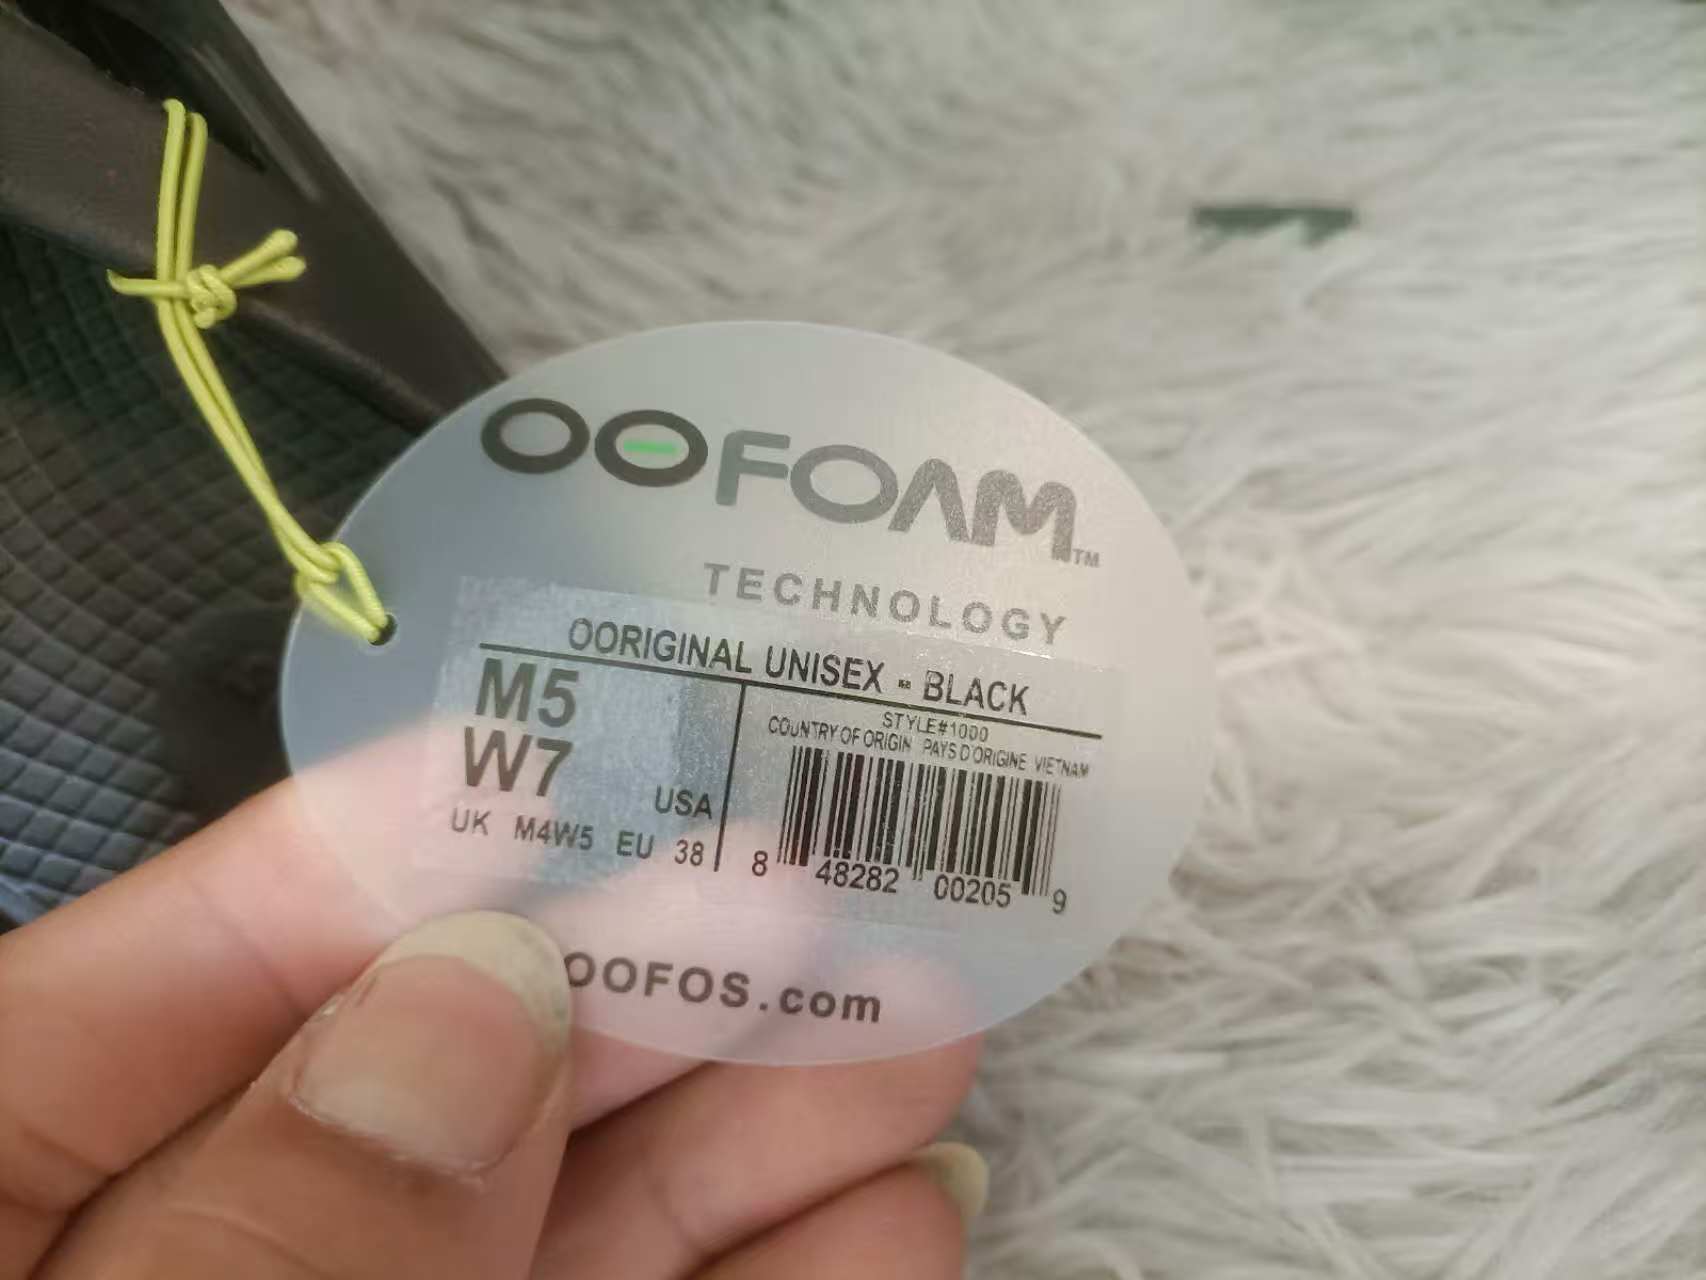 OOFOAM™
TECHNOLOGY
OORIGINAL UNISEX - BLACK
M5
W7
USA
UK M4W5 EU 38
STYLE#1000
COUNTRY OF ORIGIN PAYS D'ORIGINE VIETNAM
8 48282 00205 9
OOFOS.com